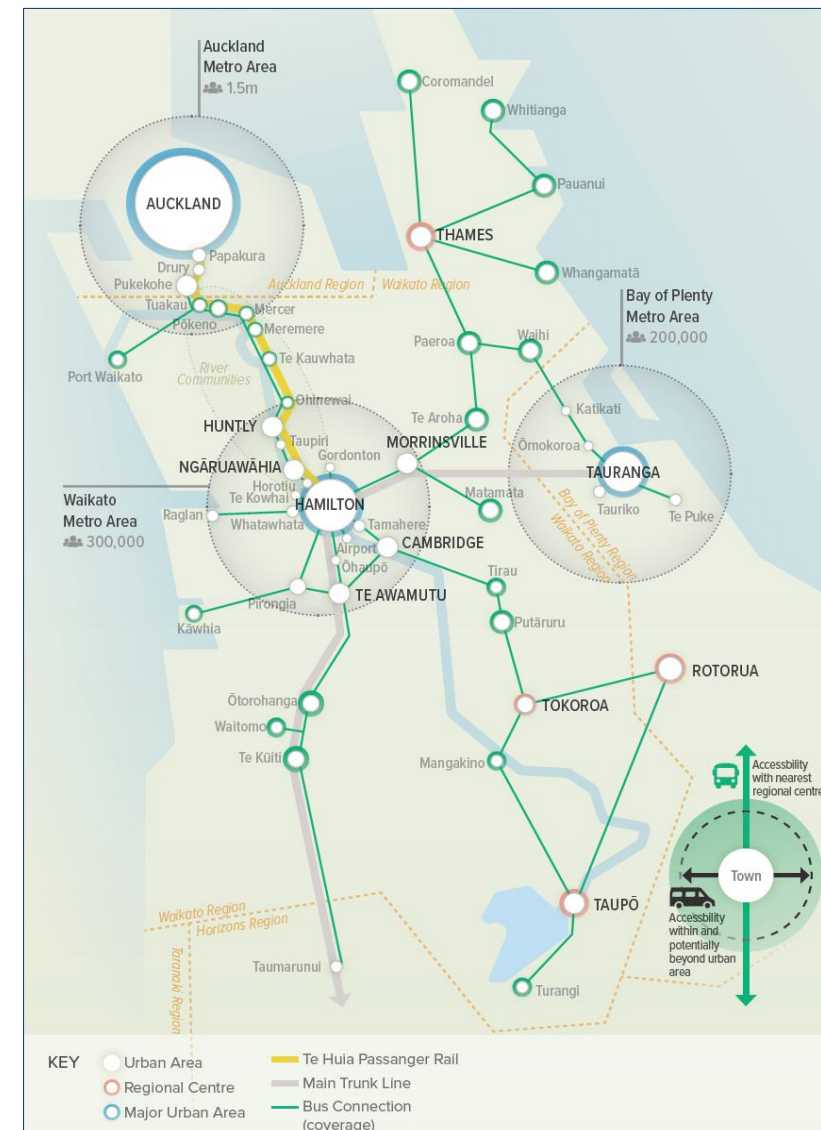 Auckland
Metro Area
1.5m
Coromandel
Whitianga
AUCKLAND
Pauanui
THAMES
Papakura
Drury
Pukekohe
Whangamatā
Auckland Region
Waikato Region
Tuakau
Mercer
Pōkeno
Meremere
Bay of Plenty
Metro Area
200,000
Paeroa
Waihi
Te Kauwhata
River
Communities
Port Waikato
Ohinewai
Katikati
HUNTLY
Te Aroha
Taupiri
Gordonton
MORRINSVILLE
Ōmokoroa
NGĀRUAWĀHIA
TAURANGA
Horotiu
Te Kowhai
HAMILTON
Matamata
Tauriko
Te Puke
Waikato
Metro Area
300,000
Raglan
Whatawhata
Tamahere
Airport
CAMBRIDGE
Ōhaupō
Bay of Plenty Region
Waikato Region
Tirau
Pirongia
TE AWAMUTU
Kāwhia
Putāruru
ROTORUA
Ōtorohanga
TOKOROA
Waitomo
Te Kūiti
Mangakino
Accessbility
with nearest
regional centre
Town
TAUPŌ
Accessbility
within and
potentially
beyond urban
area
Waikato Region
Horizons Region
Taranaki Region
Taumarunui
Turangi
KEY
Urban Area
Regional Centre
Major Urban Area
Te Huia Passanger Rail
Main Trunk Line
Bus Connection
(coverage)